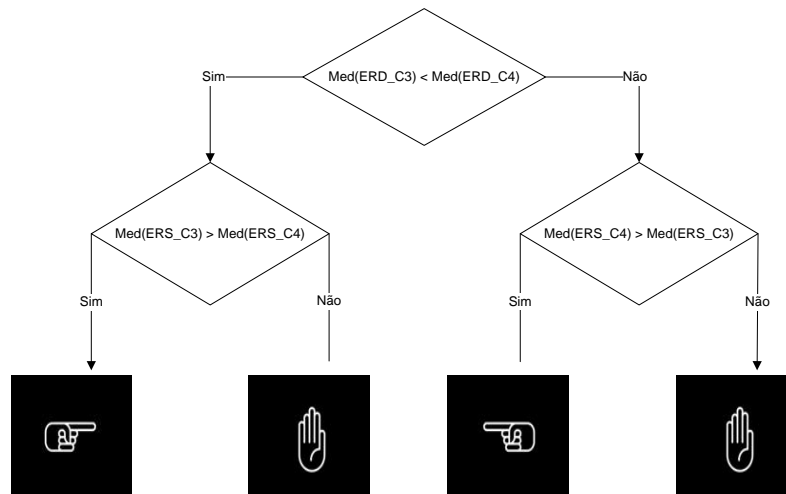 Med(ERD_C3) < Med(ERD_C4)
Sim
Não
Med(ERS_C3) > Med(ERS_C4)
Med(ERS_C4) > Med(ERS_C3)
Sim
Não
Sim
Não